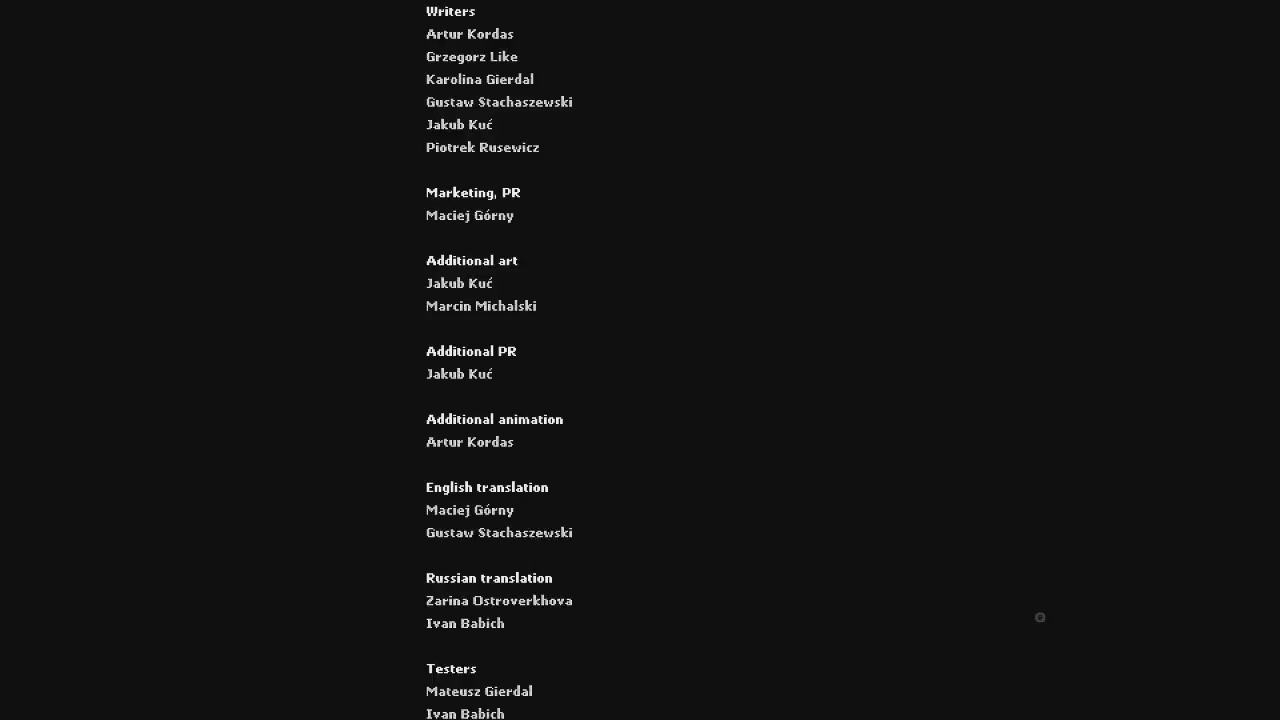 Writers
Artur Kordas
Grzegorz Like
Karolina Gierdal
Gustaw Stachaszewski
Jakub Kuć
Piotrek Rusewicz
Marketing, PR
Maciej Górny
Additional art
Jakub Kuć
Marcin Michalski
Additional PR
Jakub Kuć
Additional animation
Artur Kordas
English translation
Maciej Górny
Gustaw Stachaszewski
Russian translation
Zarina Ostroverkhova
Ivan Babich
Testers
Mateusz Gierdal
Ivan Babich